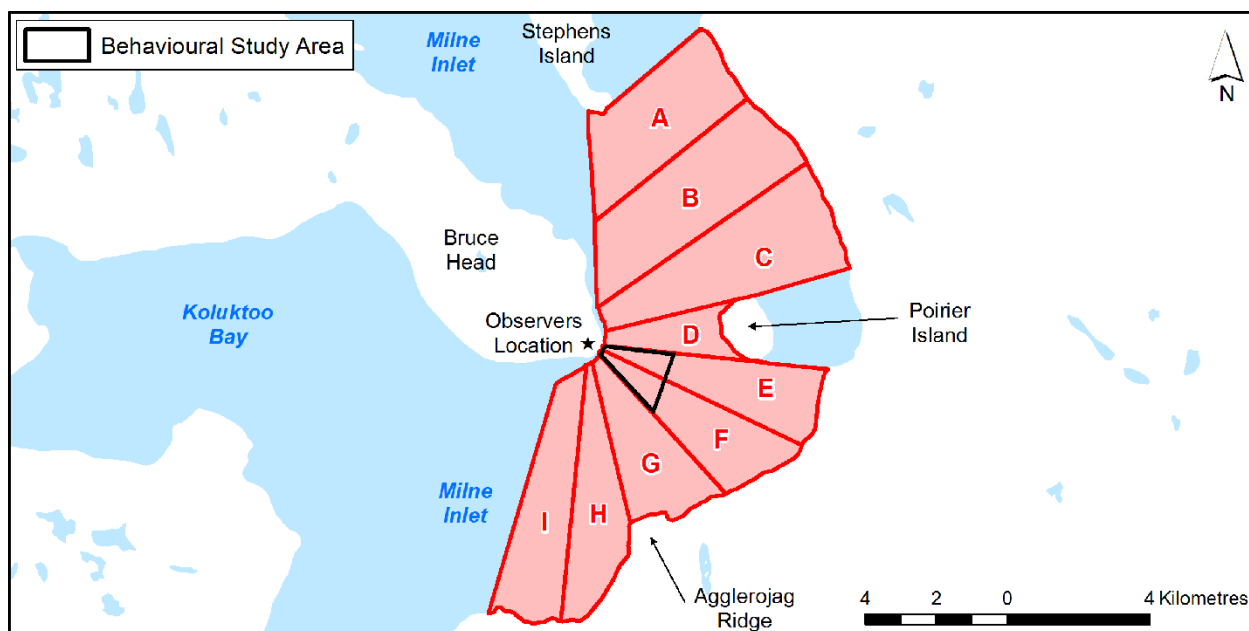 Behavioural Study Area
Milne
Inlet
Stephens
Island
N
A
B
C
Bruce
Head
Koluktoo
Bay
Observers
Location
D
Poirier
Island
E
F
G
Milne
Inlet
I
H
Agglerojag
Ridge
4 2 0 4 Kilometres